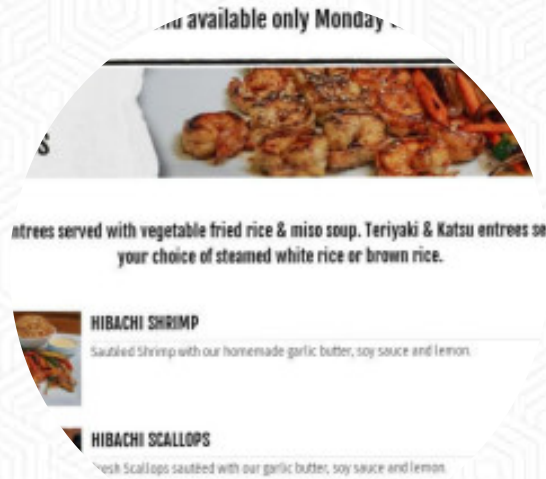 available only Monday
entrees served with vegetable fried rice & miso soup. Teriyaki & Katsu entrees
your choice of steamed white rice or brown rice.
HIBACHI SHRIMP
Sautéed Shrimp with our homemade garlic butter, soy sauce and lemon.
HIBACHI SCALLOPS
Fresh Scallops sautéed with our garlic butter, soy sauce and lemon.